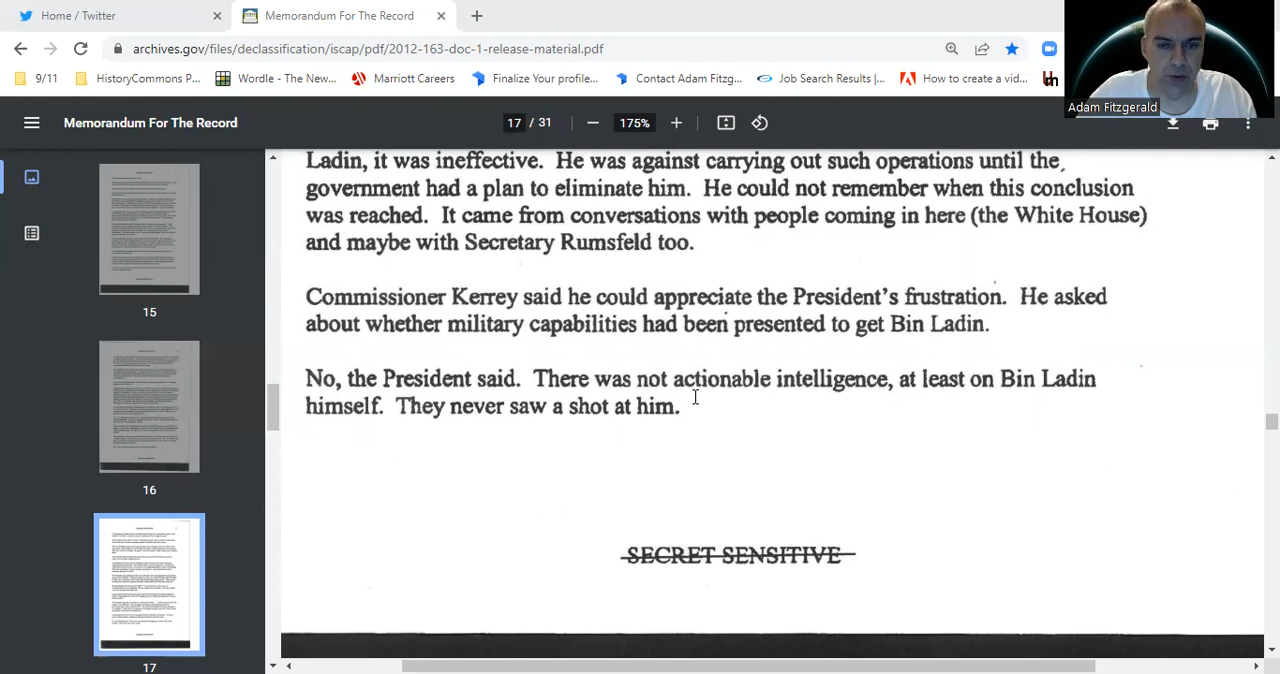 Home / Twitter
Memorandum For The Record
archives.gov/files/declassification/iscap/pdf/2012-163-doc-1-release-material.pdf
9/11
HistoryCommons P...
Wordle - The New...
Marriott Careers
Finalize Your profile...
Contact Adam Fitzg...
Job Search Results |...
How to create a vid...
Adam Fitzgerald
Memorandum For The Record
17 / 31
175%
15
16
17
Ladin, it was ineffective. He was against carrying out such operations until the
government had a plan to eliminate him. He could not remember when this conclusion
was reached. It came from conversations with people coming in here (the White House)
and maybe with Secretary Rumsfeld too.
Commissioner Kerrey said he could appreciate the President's frustration. He asked
about whether military capabilities had been presented to get Bin Ladin.
No, the President said. There was not actionable intelligence, at least on Bin Ladin
himself. They never saw a shot at him.
SECRET SENSITIVE